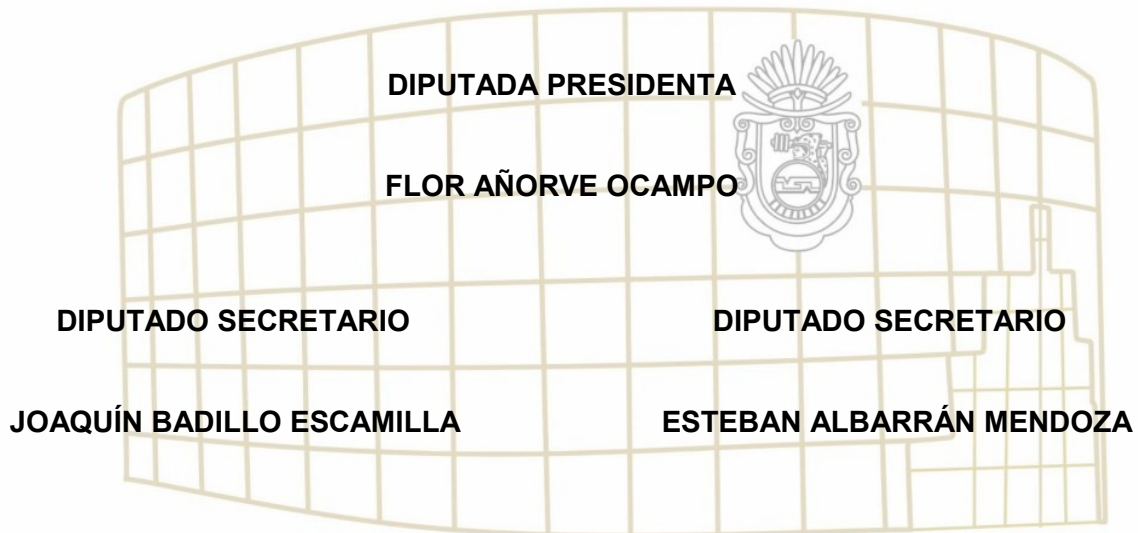 DIPUTADA PRESIDENTA
FLOR AÑORVE OCAMPO
DIPUTADO SECRETARIO
DIPUTADO SECRETARIO
JOAQUÍN BADILLO ESCAMILLA
ESTEBAN ALBARRÁN MENDOZA